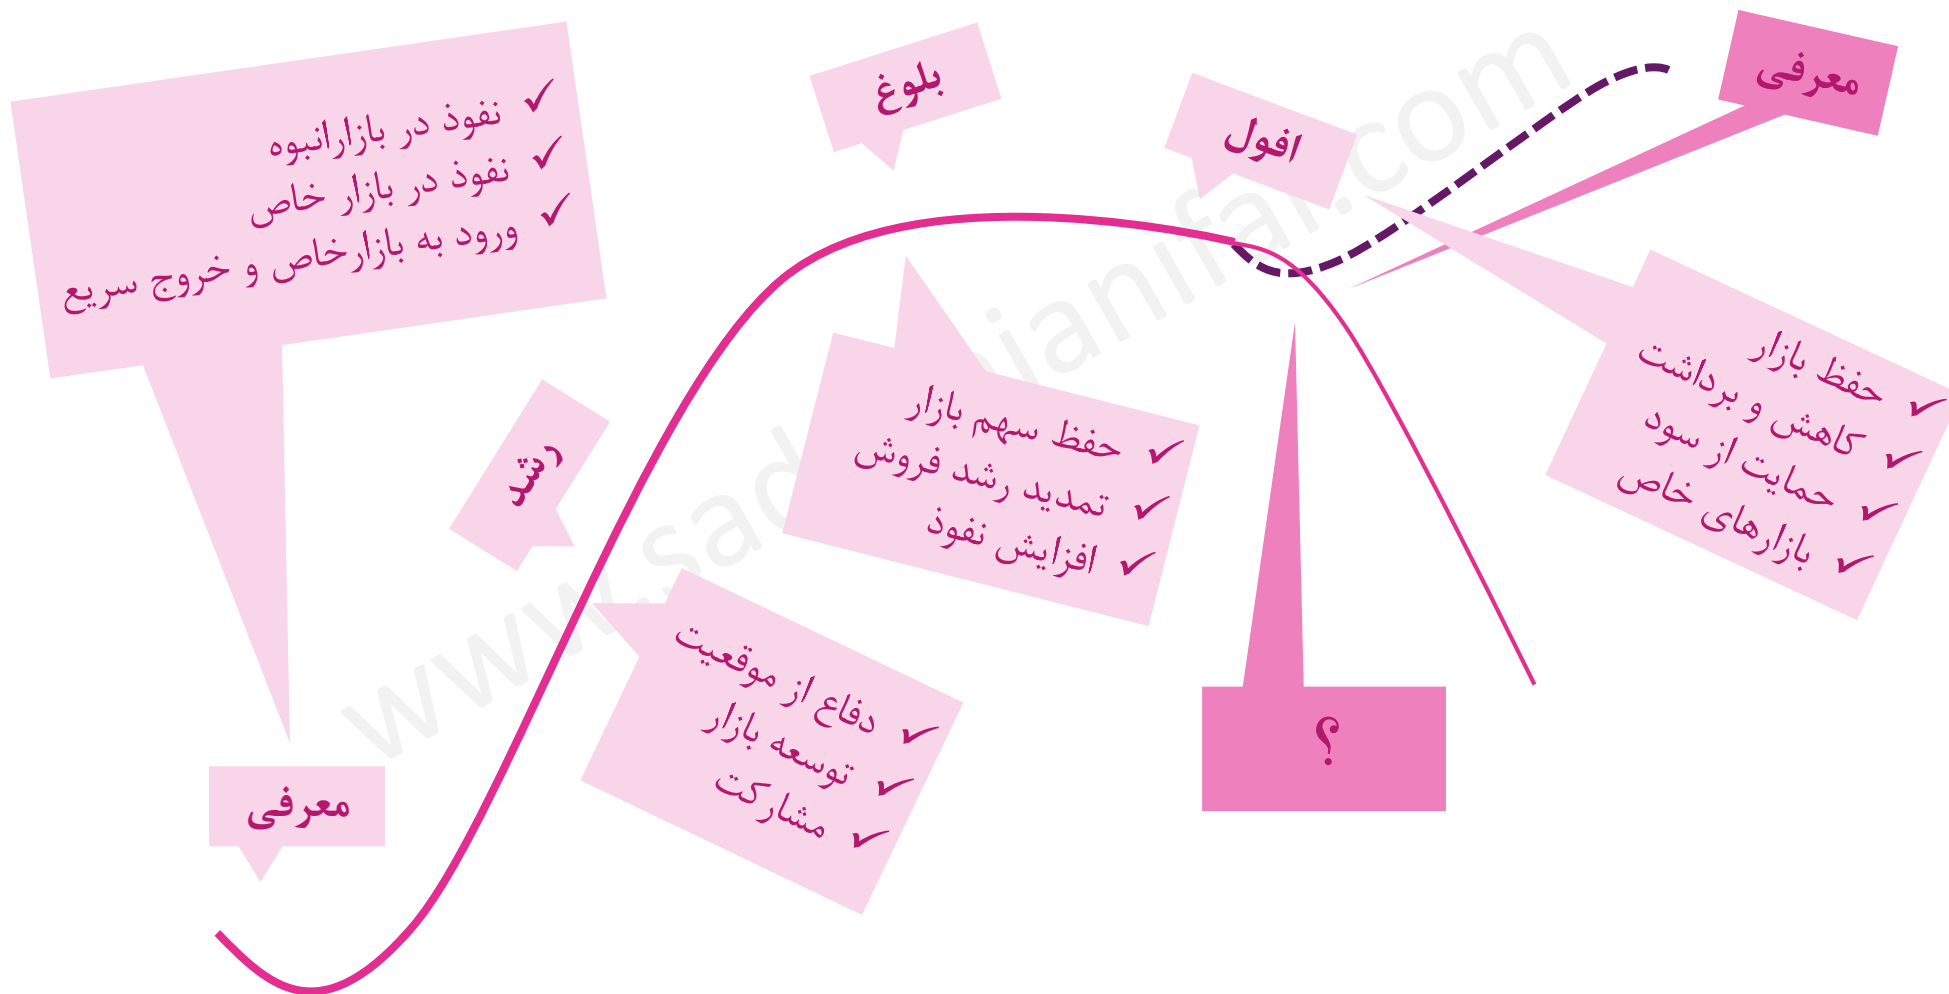 نفوذ در بازارانبوه
نفوذ در بازار خاص
ورود به بازارخاص و خروج سریع
معرفی
رشد
دفاع از موقعیت
توسعه بازار
مشارکت
بلوغ
حفظ سهم بازار
تمدید رشد فروش
افزایش نفوذ
افول
حفظ بازار
کاهش و برداشت
حمایت از سود
بازارهای خاص
معرفی
؟